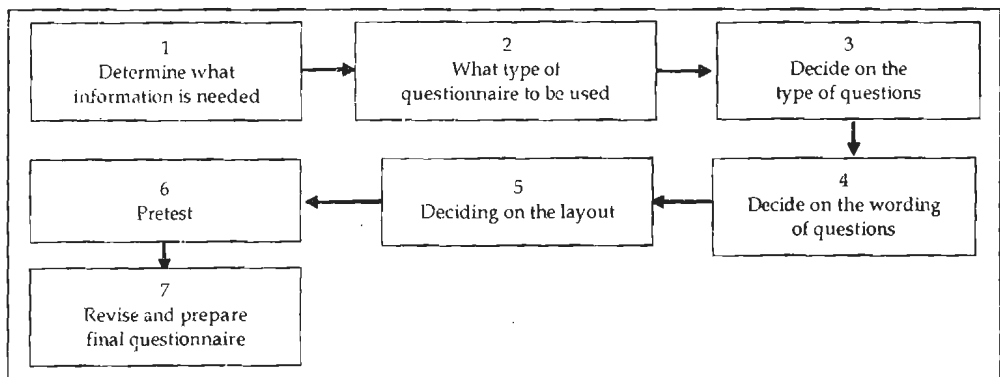 1
Determine what
information is needed
2
What type of
questionnaire to be used
3
Decide on the
type of questions
4
Decide on the wording
of questions
5
Deciding on the layout
6
Pretest
7
Revise and prepare
final questionnaire